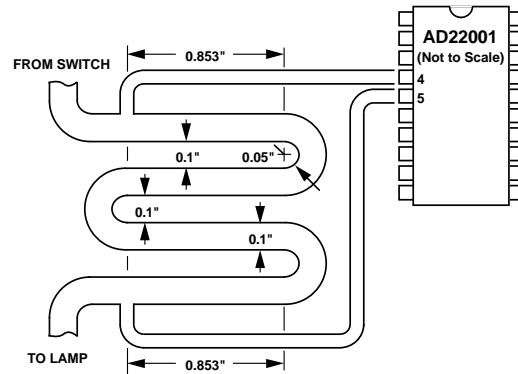 AD22001
(Not to Scale)
0.853"
FROM SWITCH
4
5
0.1"
0.05"
0.1"
0.1"
TO LAMP
0.853"